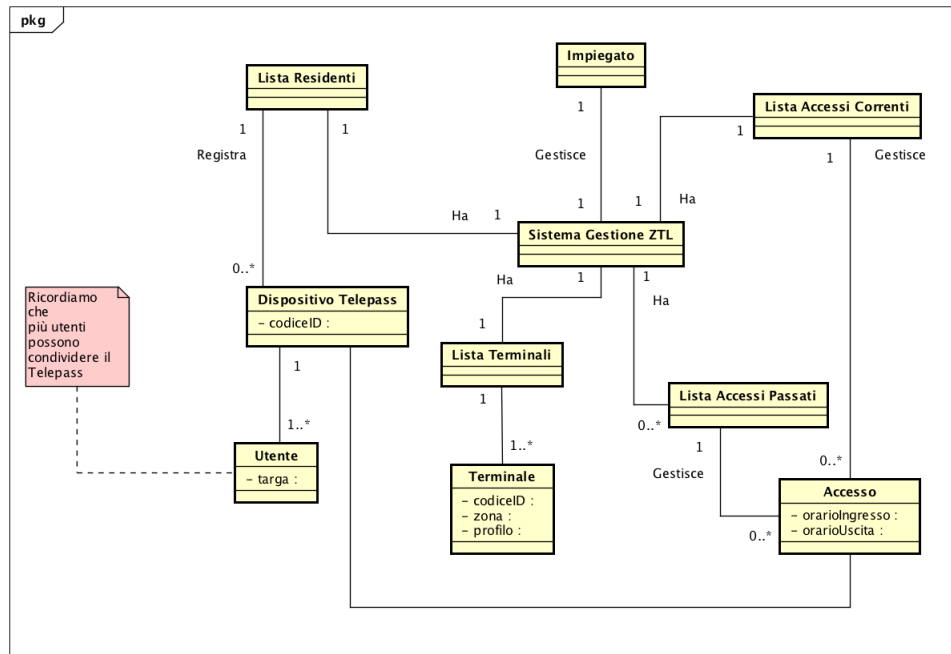 pkg
Impiegato
Lista Residenti
Lista Accessi Correnti
1
1
1
1
1
Registra
Gestisce
Gestisce
Ha
1
1
1
Ha
Sistema Gestione ZTL
0..*
Ha
1
1
Ha
Ricordiamo
che
più utenti
possono
condividere il
Telepass
Dispositivo Telepass
- codiceID :
1
Lista Terminali
1
1
Lista Accessi Passati
1..*
0..*
1
1..*
Utente
- targa :
Gestisce
0..*
Terminale
- codiceID :
- zona :
- profilo :
Accesso
- orarioIngresso :
- orarioUscita :
0..*